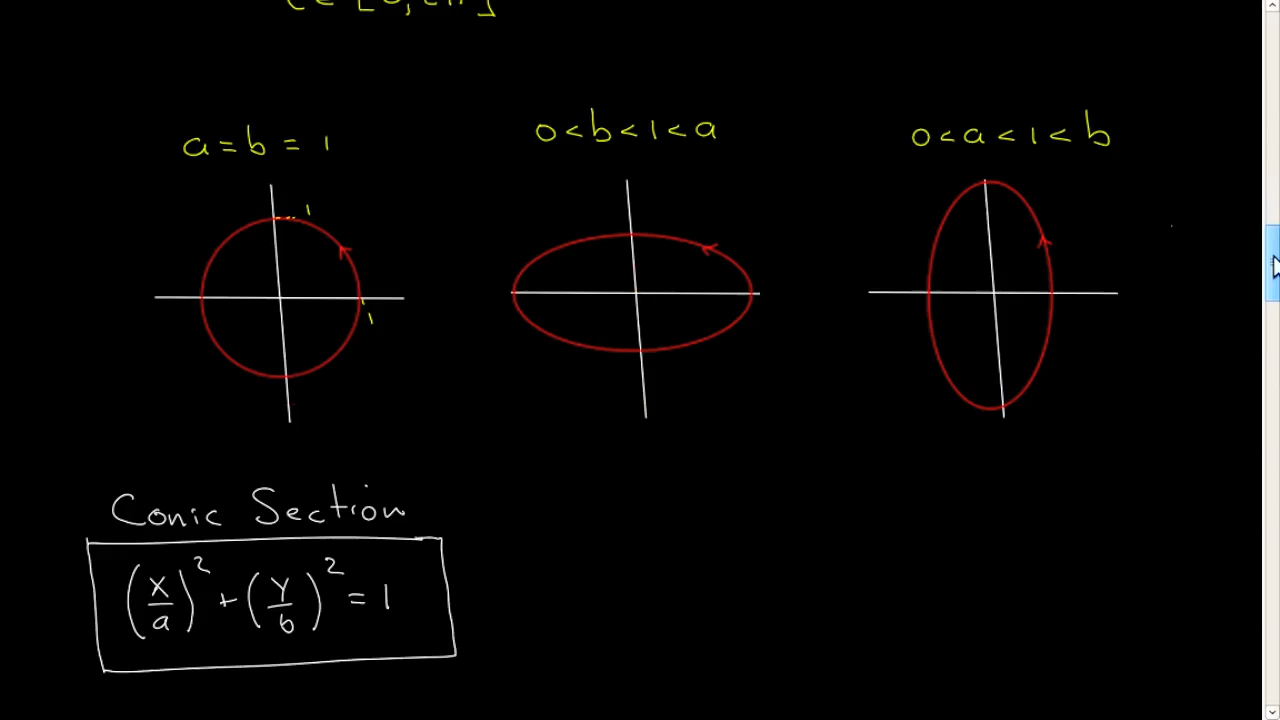 a = b = 1
0 < b < 1 < a
0 < a < 1 < b
1
1
Conic Section
(x/a)² + (y/b)² = 1